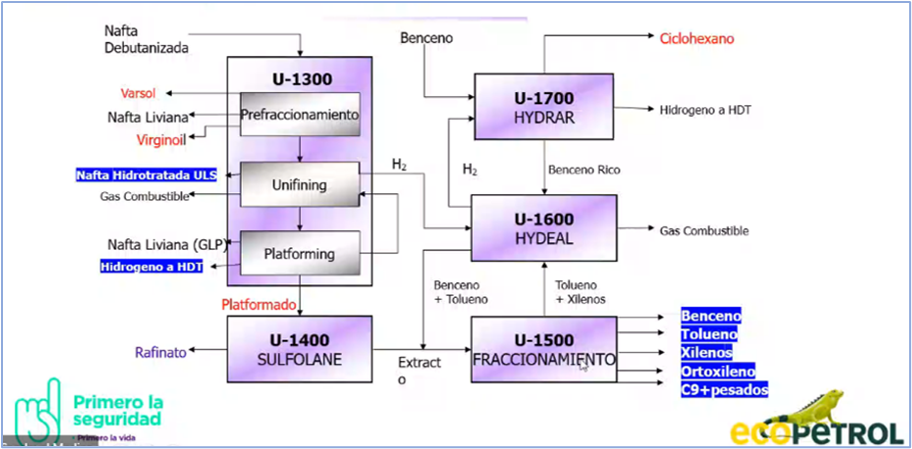 Nafta
Debutanizada
U-1300
Varsol
Nafta Liviana
Virginoil
Prefraccionamiento
Nafta Hidrotratada ULS
Gas Combustible
Unifining
H₂
Nafta Liviana (GLP)
Hidrogeno a HDT
Platforming
Platformado
Rafinato
U-1400
SULFOLANE
Extract
o
Benceno
Ciclohexano
U-1700
HYDRAR
Hidrogeno a HDT
H₂
Benceno Rico
U-1600
HYDEAL
Gas Combustible
Benceno
+ Tolueno
Tolueno
+ Xilenos
U-1500
FRACCIONAMIENTO
Benceno
Tolueno
Xilenos
Ortoxileno
C9+pesados
Primero la
seguridad
Primero la vida
ecoPETROL